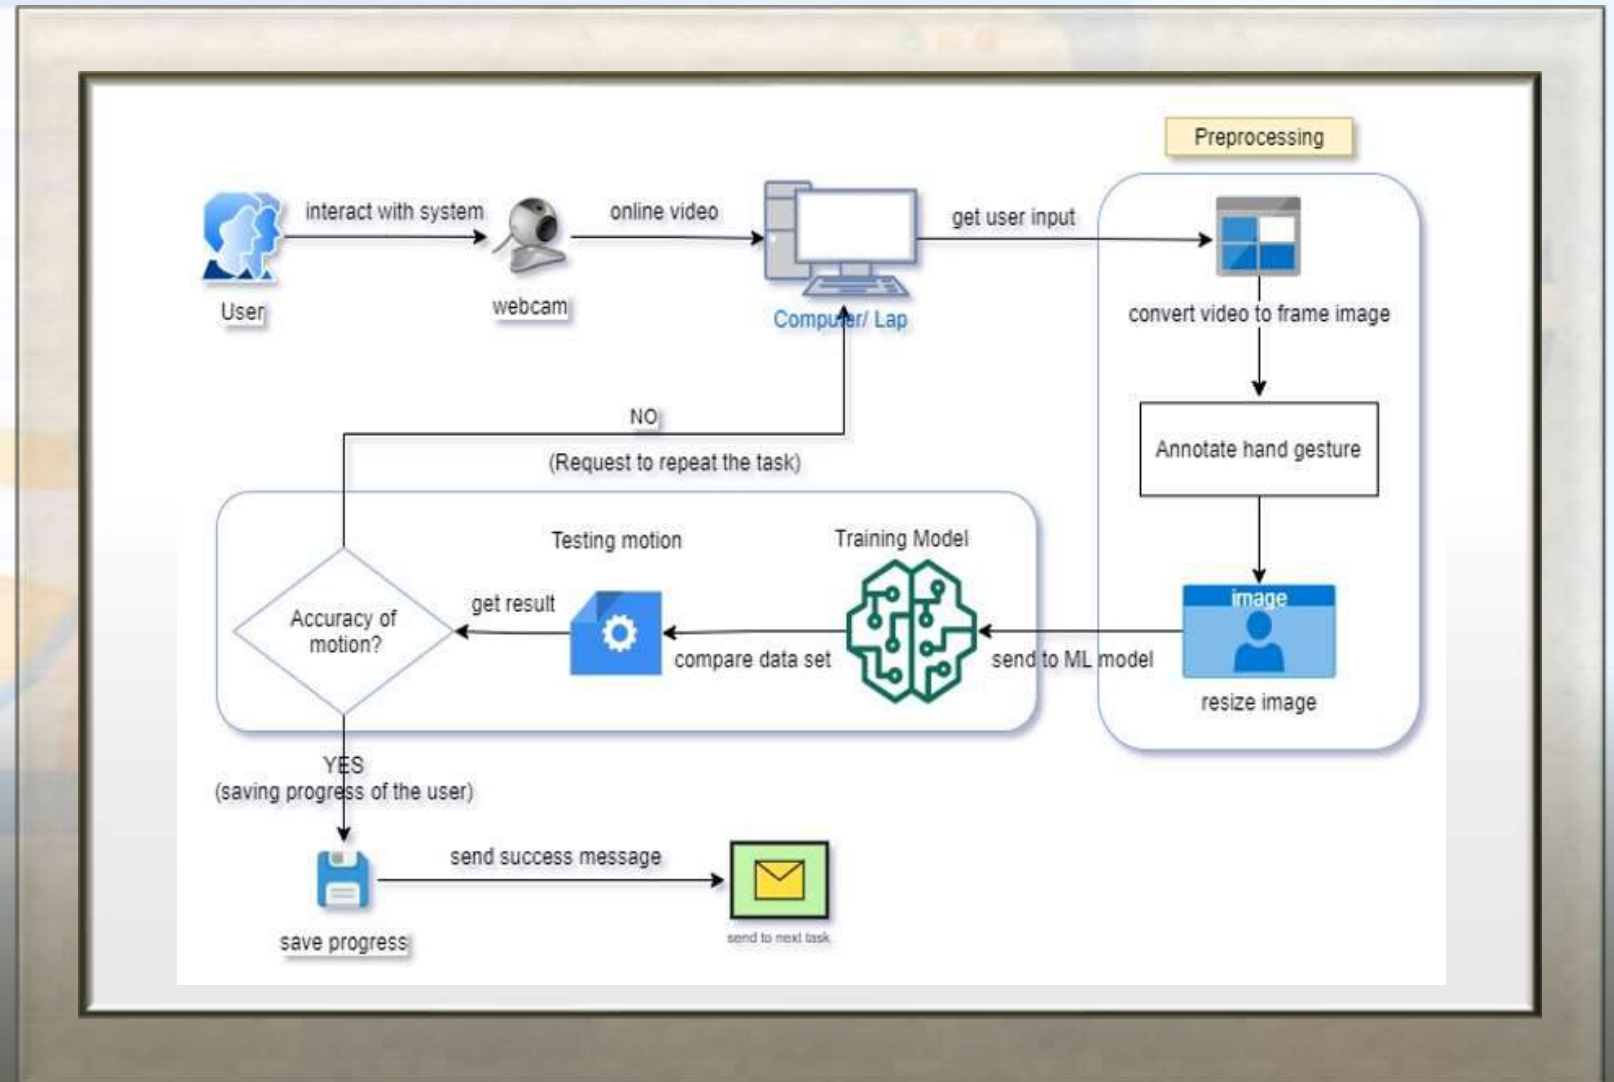 Preprocessing
interact with system
online video
get user input
User
webcam
Computer/ Lap
convert video to frame image
NO
(Request to repeat the task)
Annotate hand gesture
Testing motion
Training Model
image
get result
Accuracy of
motion?
compare data set
send to ML model
resize image
YES
(saving progress of the user)
send success message
save progress
send to next task